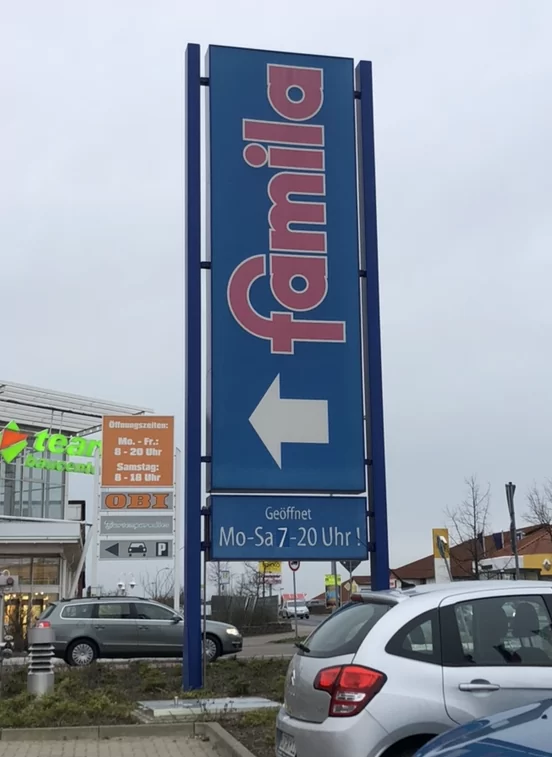 famila
Geöffnet
Mo-Sa 7-20 Uhr !
Öffnungszeiten:
Mo. - Fr.:
8 - 20 Uhr
Samstag:
8 - 18 Uhr
OBI
P
team